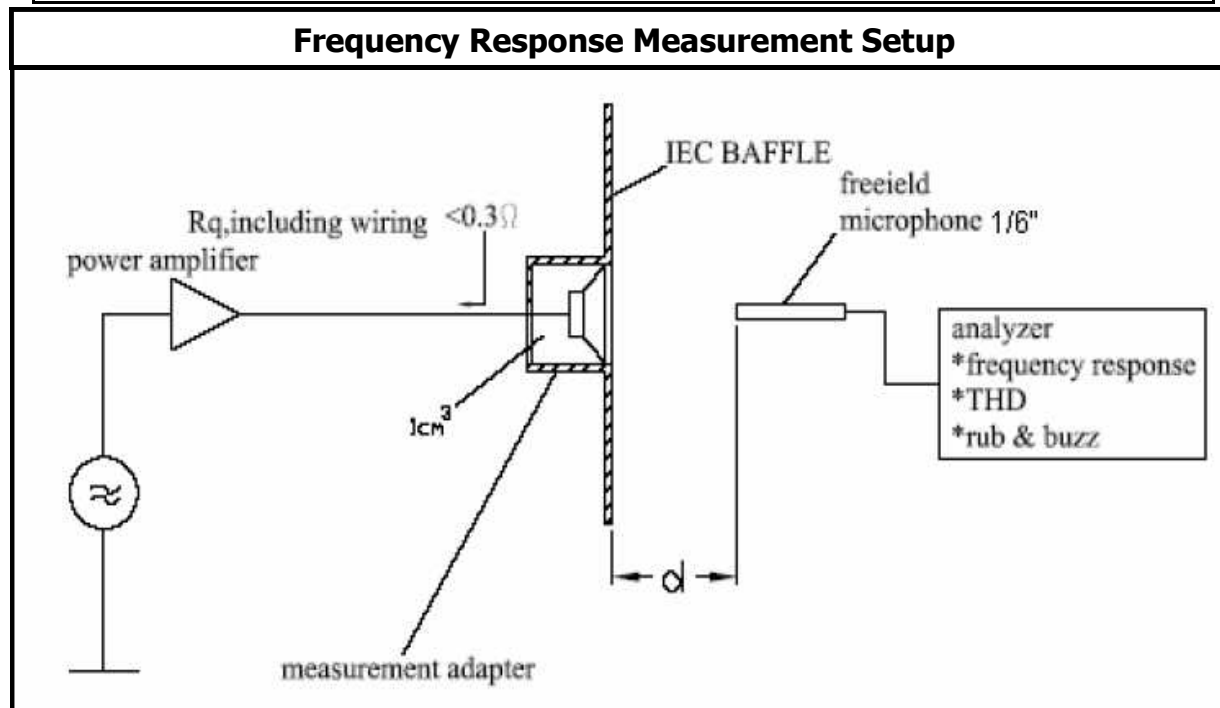 Frequency Response Measurement Setup
IEC BAFFLE
freeield
microphone 1/6"
Rq,including wiring <0.3Ω
power amplifier
analyzer
*frequency response
*THD
*rub & buzz
1cm³
d
measurement adapter